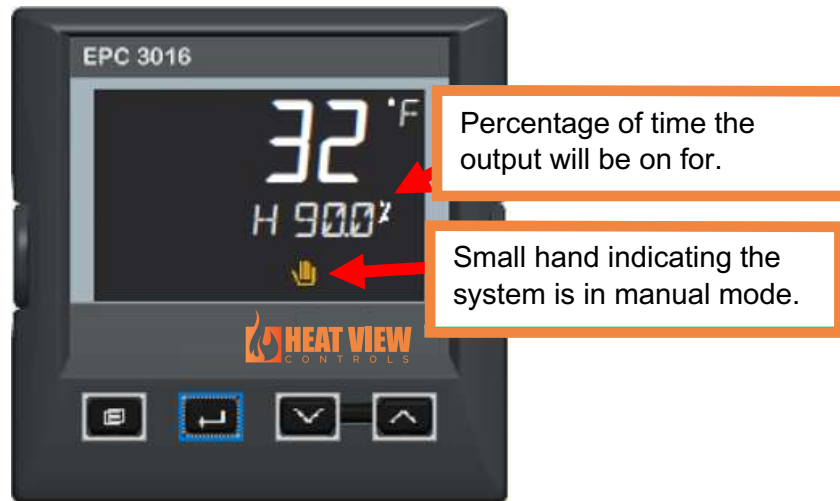 EPC 3016
32 °F
H 90.0%
Percentage of time the
output will be on for.
Small hand indicating the
system is in manual mode.
HEAT VIEW
CONTROLS